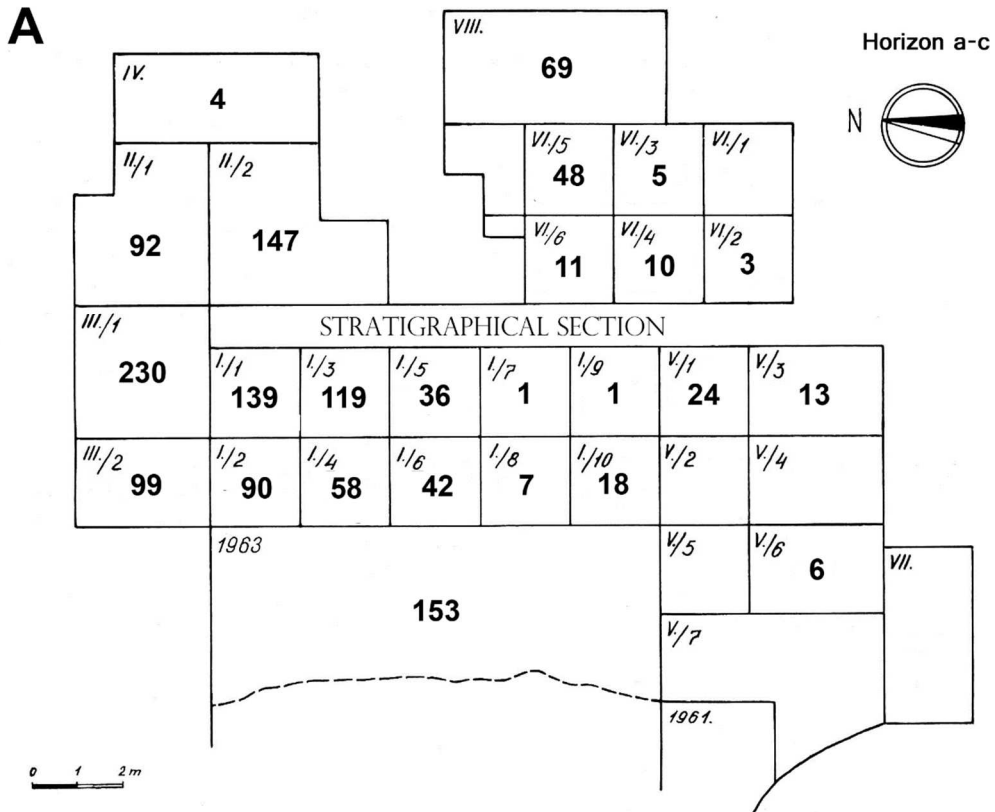 A
Horizon a-c
N
VIII.
69
IV.
4
II./1
92
II./2
147
VI./5
48
VI./3
5
VI./1
VI./6
11
VI./4
10
VI./2
3
STRATIGRAPHICAL SECTION
III./1
230
I./1
139
I./3
119
I./5
36
I./7
1
I./9
1
V./1
24
V./3
13
III./2
99
I./2
90
I./4
58
I./6
42
I./8
7
I./10
18
V./2
V./4
1963
153
V./5
V./6
6
VII.
V./7
1961.
0 1 2 m